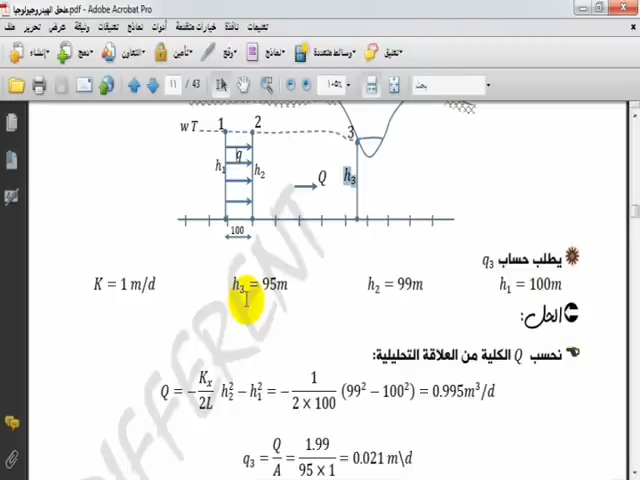 ملحق الهيدروجيولوجيا.pdf - Adobe Acrobat Pro
ملف تحرير عرض وثيقة تعليقات نماذج أدوات خيارات متقدمة نافذة تعليمات
إنشاء دمج التعاون تأمين وقع نماذج وسائط متعددة تعليق
11 / 43 ١٠٥% بحث
wT 1 2 3
q
h₁ h₂ Q h₃
100
يطلب حساب q₃
h₁ = 100m h₂ = 99m h₃ = 95m K = 1 m/d
الحل:
نحسب Q الكلية من العلاقة التحليلية:
Q = −Kₓ/2L h₂² − h₁² = − 1/(2 × 100) (99² − 100²) = 0.995m³/d
q₃ = Q/A = 1.99/(95 × 1) = 0.021 m\d
DIFFERENT